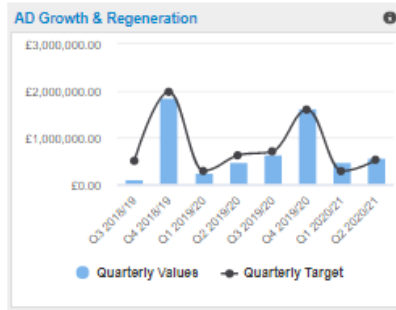 AD Growth & Regeneration
£3,000,000.00
£2,000,000.00
£1,000,000.00
£0.00
Q3 2018/19
Q4 2018/19
Q1 2019/20
Q2 2019/20
Q3 2019/20
Q4 2019/20
Q1 2020/21
Q2 2020/21
Quarterly Values
Quarterly Target